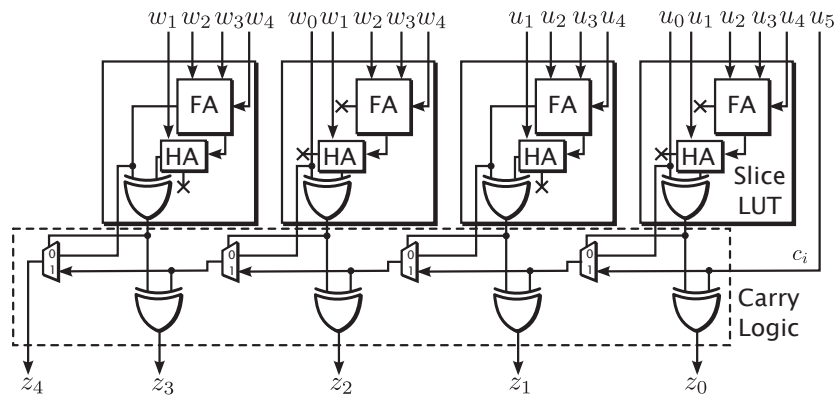 w₁ w₂ w₃ w₄ w₀ w₁ w₂ w₃ w₄ u₁ u₂ u₃ u₄ u₀ u₁ u₂ u₃ u₄ u₅
FA FA FA FA
HA HA HA HA
Slice
LUT
0 0 0 0
1 1 1 1
cᵢ
Carry
Logic
z₄ z₃ z₂ z₁ z₀